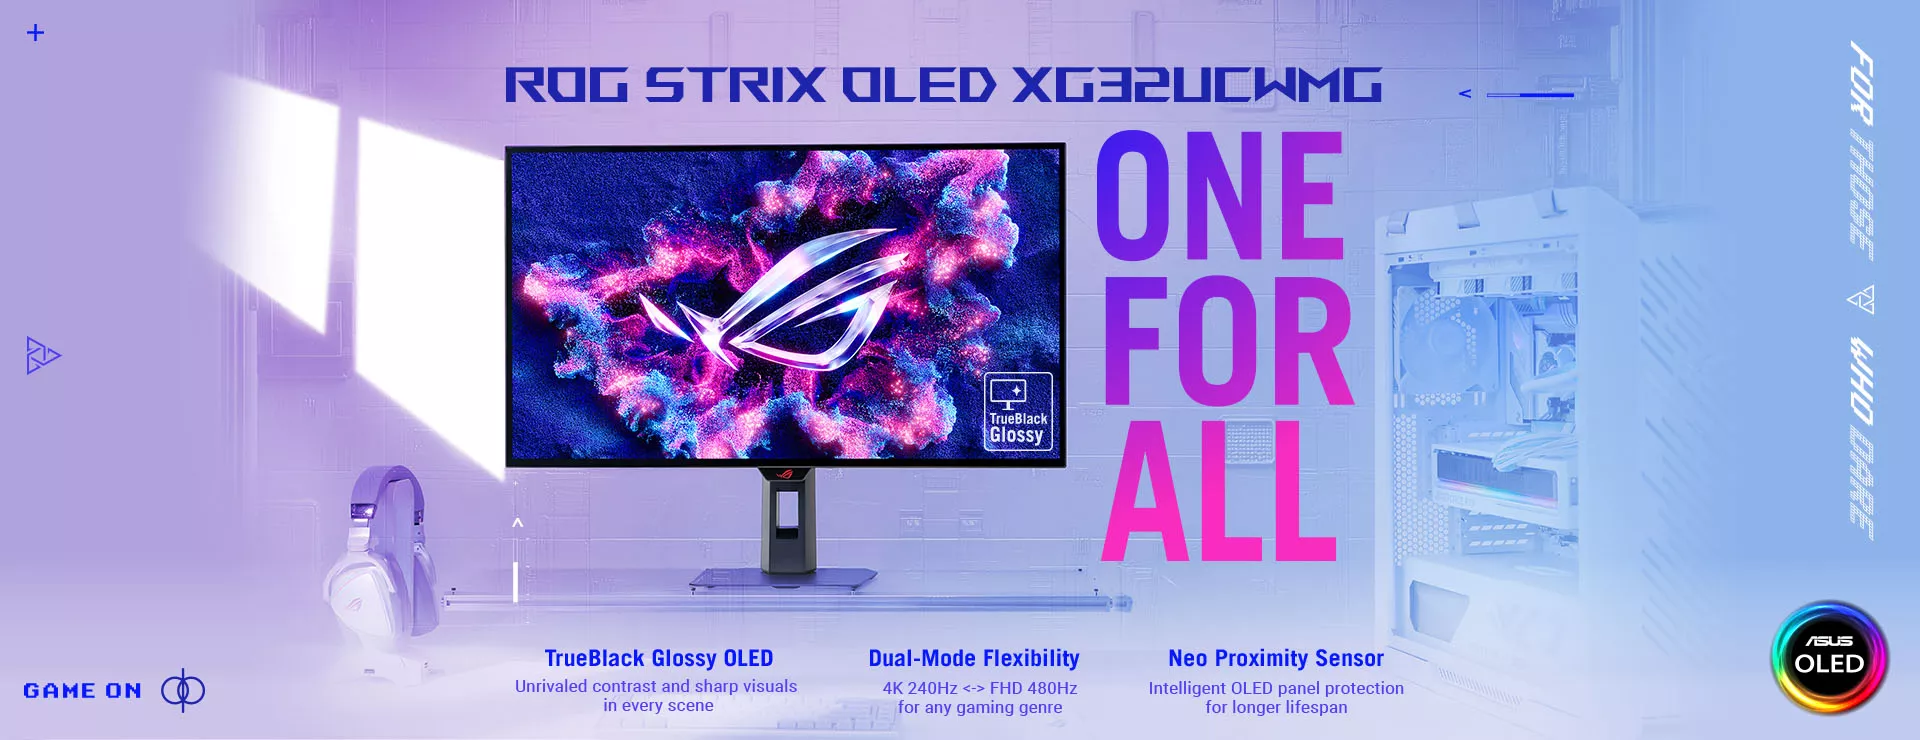 ROG STRIX OLED XG32UCWMG
ONE
FOR
ALL
TrueBlack
Glossy
FOR THOSE WHO DARE
TrueBlack Glossy OLED
Unrivaled contrast and sharp visuals
in every scene
Dual-Mode Flexibility
4K 240Hz <-> FHD 480Hz
for any gaming genre
Neo Proximity Sensor
Intelligent OLED panel protection
for longer lifespan
GAME ON
ASUS
OLED